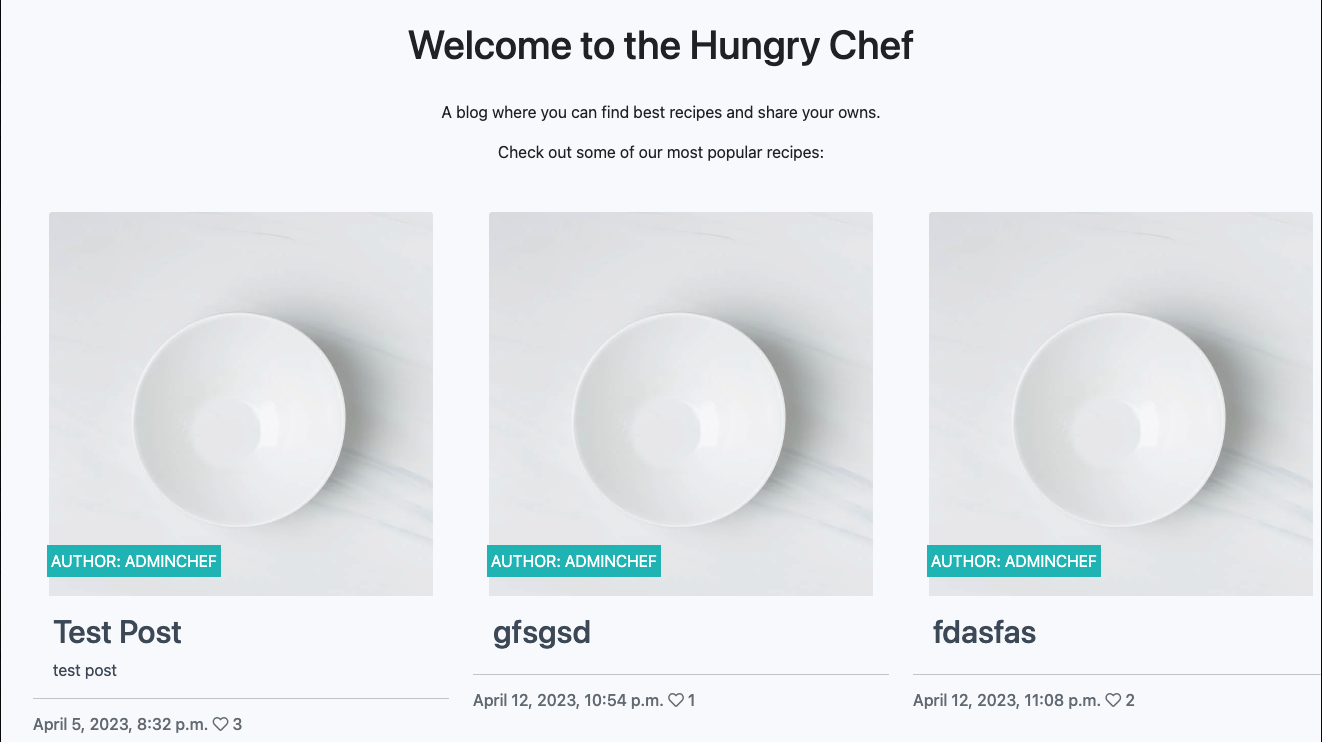 Welcome to the Hungry Chef
A blog where you can find best recipes and share your owns.
Check out some of our most popular recipes:
AUTHOR: ADMINCHEF
Test Post
test post
April 5, 2023, 8:32 p.m. 3
AUTHOR: ADMINCHEF
gfsgsd
April 12, 2023, 10:54 p.m. 1
AUTHOR: ADMINCHEF
fdasfas
April 12, 2023, 11:08 p.m. 2